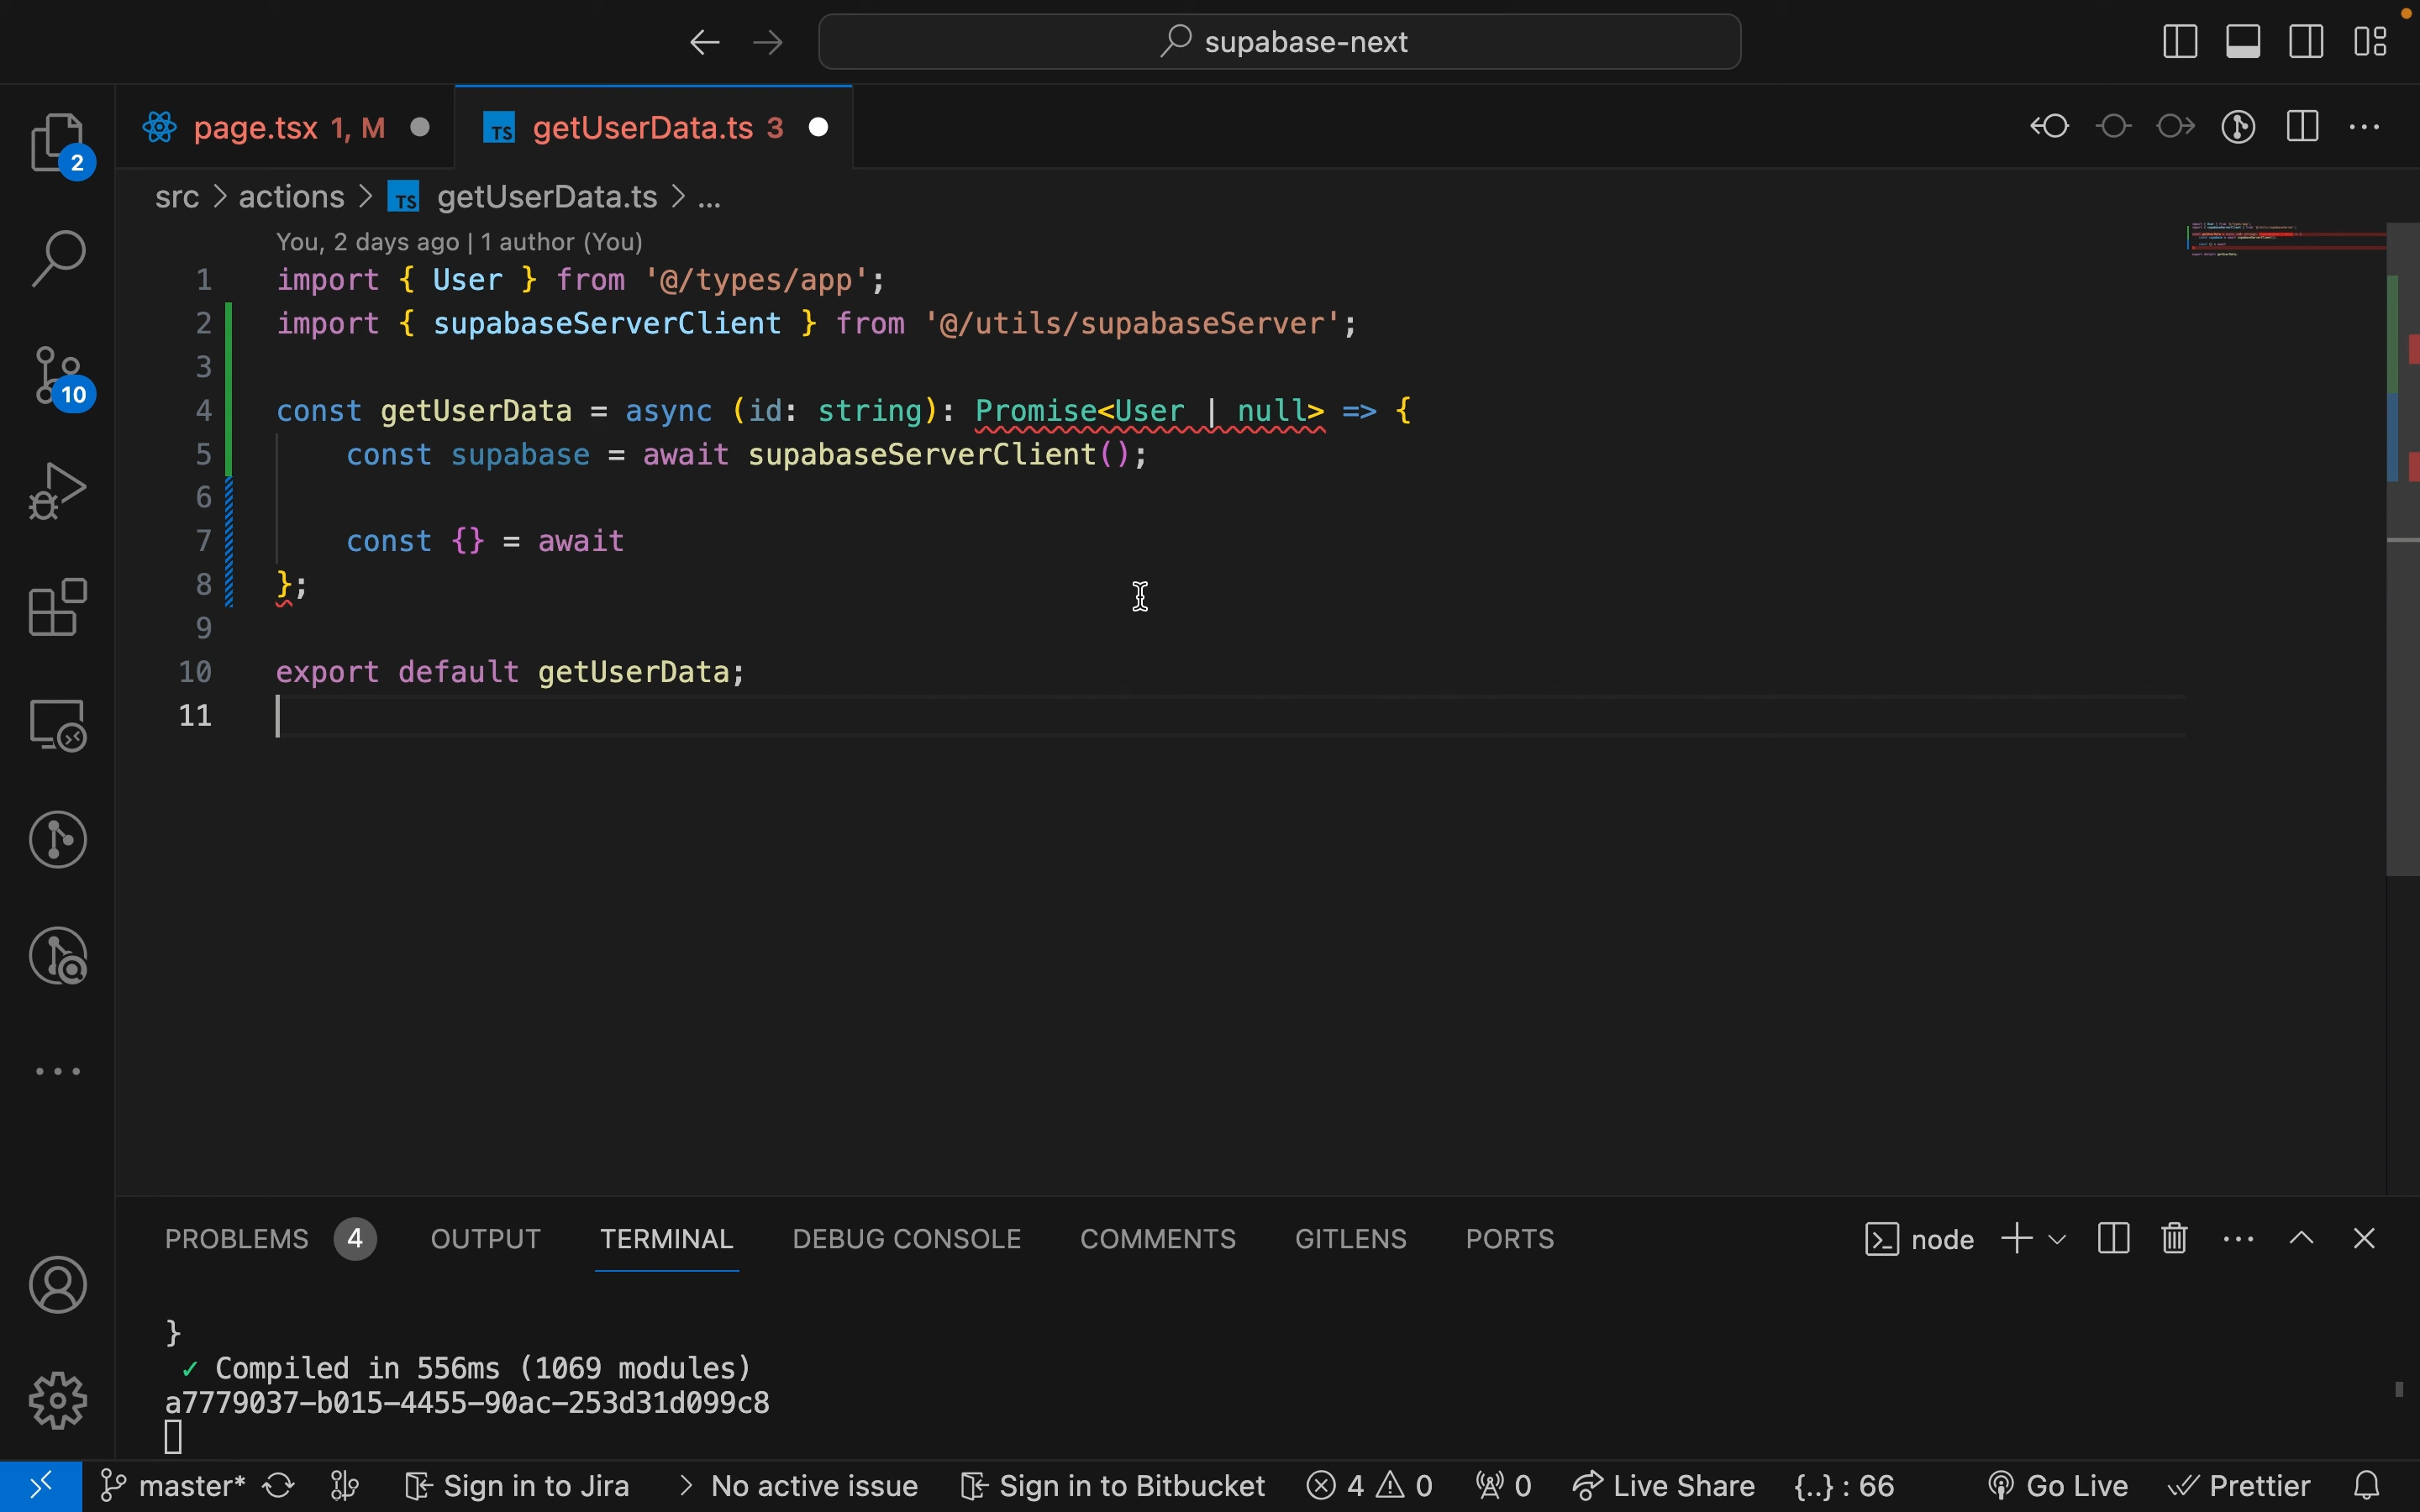 supabase-next
page.tsx 1, M
TS getUserData.ts 3
2
src > actions > TS getUserData.ts > ...
You, 2 days ago | 1 author (You)
1 import { User } from '@/types/app';
2 import { supabaseServerClient } from '@/utils/supabaseServer';
3
4 const getUserData = async (id: string): Promise<User | null> => {
5 const supabase = await supabaseServerClient();
6
7 const {} = await
8 };
9
10 export default getUserData;
11
10
PROBLEMS 4 OUTPUT TERMINAL DEBUG CONSOLE COMMENTS GITLENS PORTS node
}
✓ Compiled in 556ms (1069 modules)
a7779037-b015-4455-90ac-253d31d099c8
master* Sign in to Jira > No active issue Sign in to Bitbucket 4 0 0 Live Share {..} : 66 Go Live Prettier